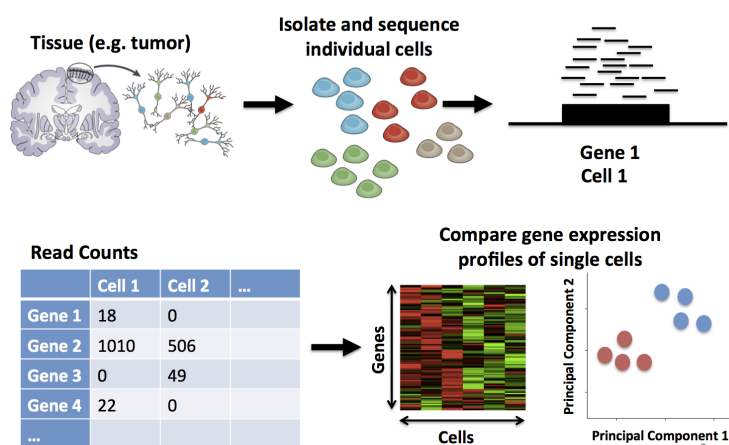 Tissue (e.g. tumor)
Isolate and sequence
individual cells
Gene 1
Cell 1
Read Counts
Cell 1 Cell 2 ...
Gene 1 18 0
Gene 2 1010 506
Gene 3 0 49
Gene 4 22 0
...
Compare gene expression
profiles of single cells
Genes
Cells
Principal Component 2
Principal Component 1